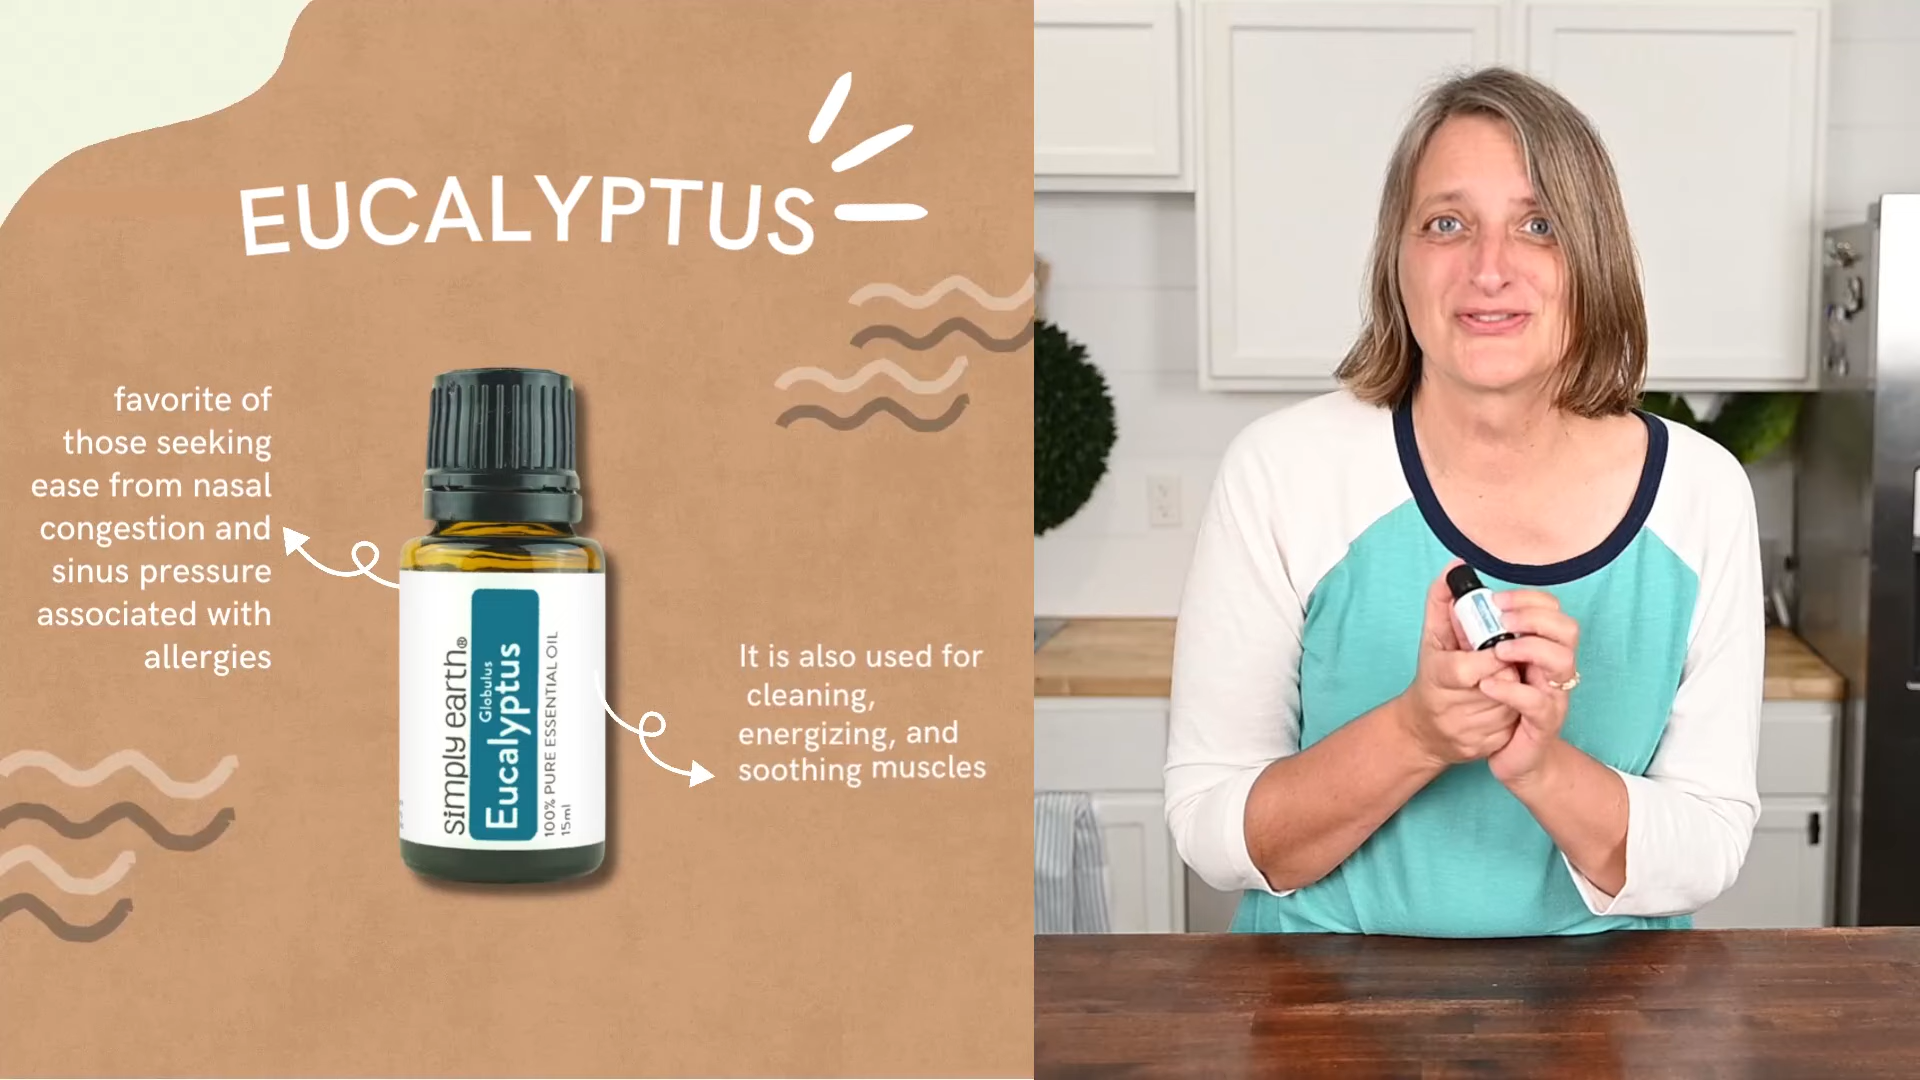 EUCALYPTUS
favorite of
those seeking
ease from nasal
congestion and
sinus pressure
associated with
allergies
simply earth®
Globulus
Eucalyptus
100% PURE ESSENTIAL OIL
15ml
It is also used for
cleaning,
energizing, and
soothing muscles